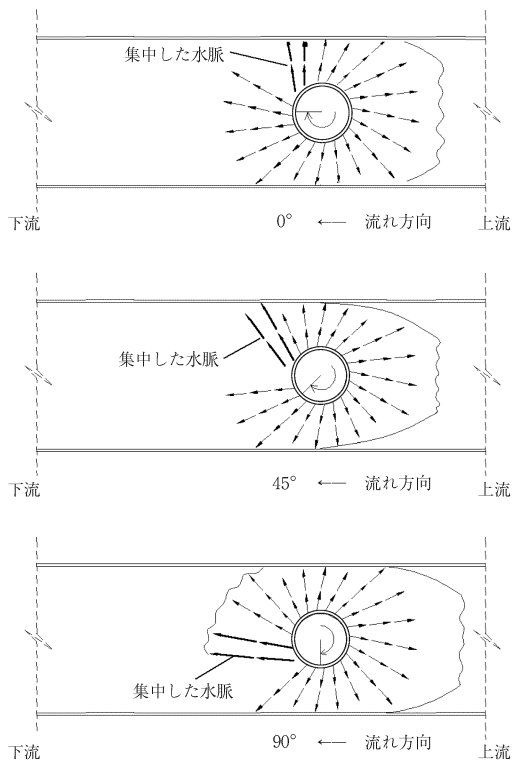 集中した水脈
下流
0° ← 流れ方向
上流
集中した水脈
下流
45° ← 流れ方向
上流
集中した水脈
下流
90° ← 流れ方向
上流